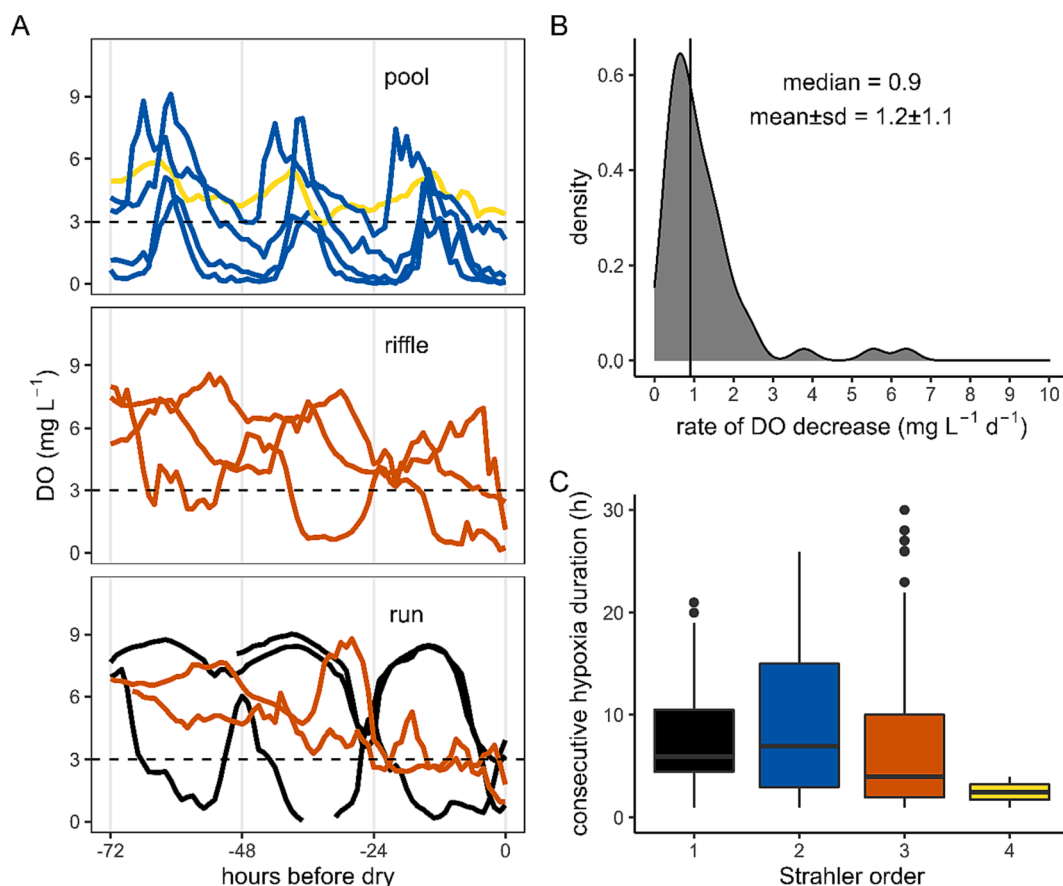 A
pool
9
6
3
0
riffle
9
6
3
0
DO (mg L⁻¹)
run
9
6
3
0
-72
-48
-24
0
hours before dry
B
median = 0.9
mean±sd = 1.2±1.1
density
0.6
0.4
0.2
0.0
0 1 2 3 4 5 6 7 8 9 10
rate of DO decrease (mg L⁻¹ d⁻¹)
C
consecutive hypoxia duration (h)
30
20
10
0
1 2 3 4
Strahler order